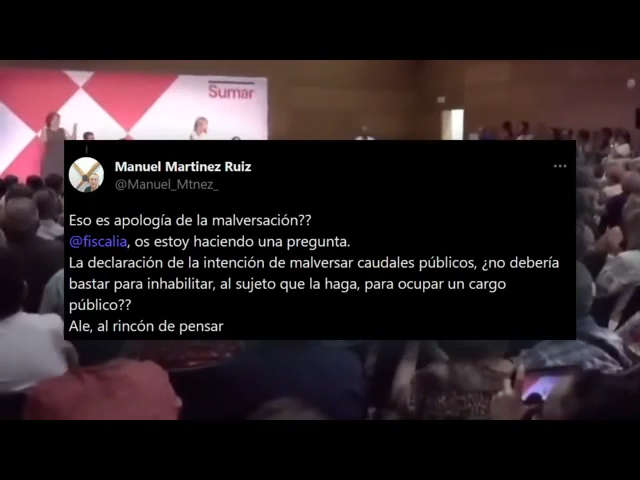 Sumar
Manuel Martinez Ruiz
@Manuel_Mtnez_
Eso es apología de la malversación??
@fiscalia, os estoy haciendo una pregunta.
La declaración de la intención de malversar caudales públicos, ¿no debería
bastar para inhabilitar, al sujeto que la haga, para ocupar un cargo
público??
Ale, al rincón de pensar